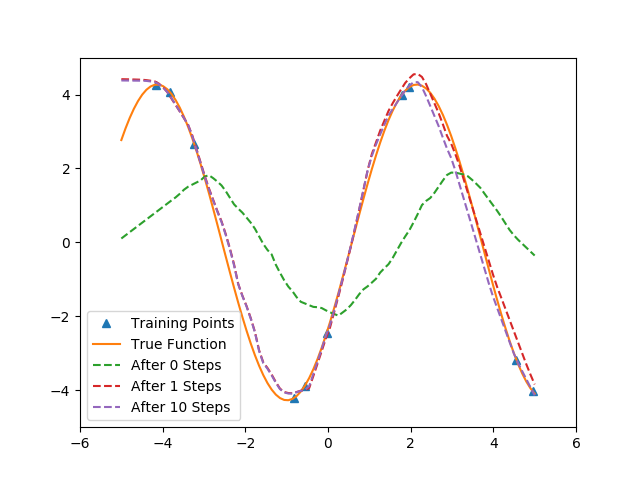 4
2
0
−2
−4
Training Points
True Function
After 0 Steps
After 1 Steps
After 10 Steps
−6 −4 −2 0 2 4 6